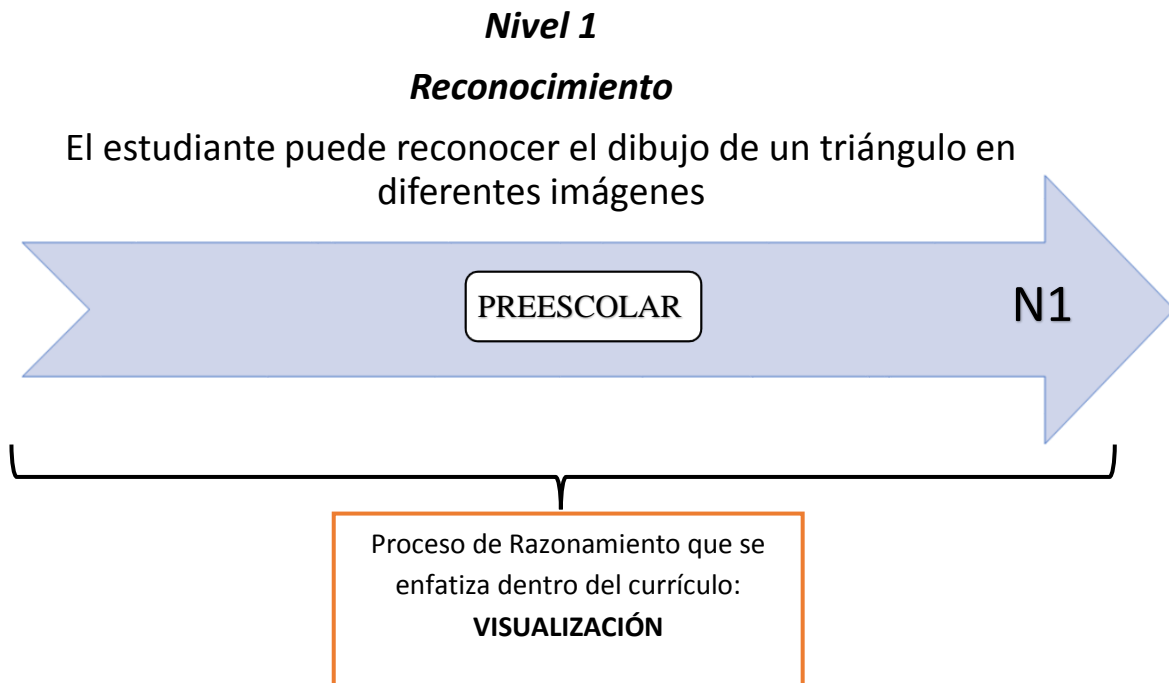 Nivel 1
Reconocimiento
El estudiante puede reconocer el dibujo de un triángulo en
diferentes imágenes
PREESCOLAR
N1
Proceso de Razonamiento que se
enfatiza dentro del currículo:
VISUALIZACIÓN